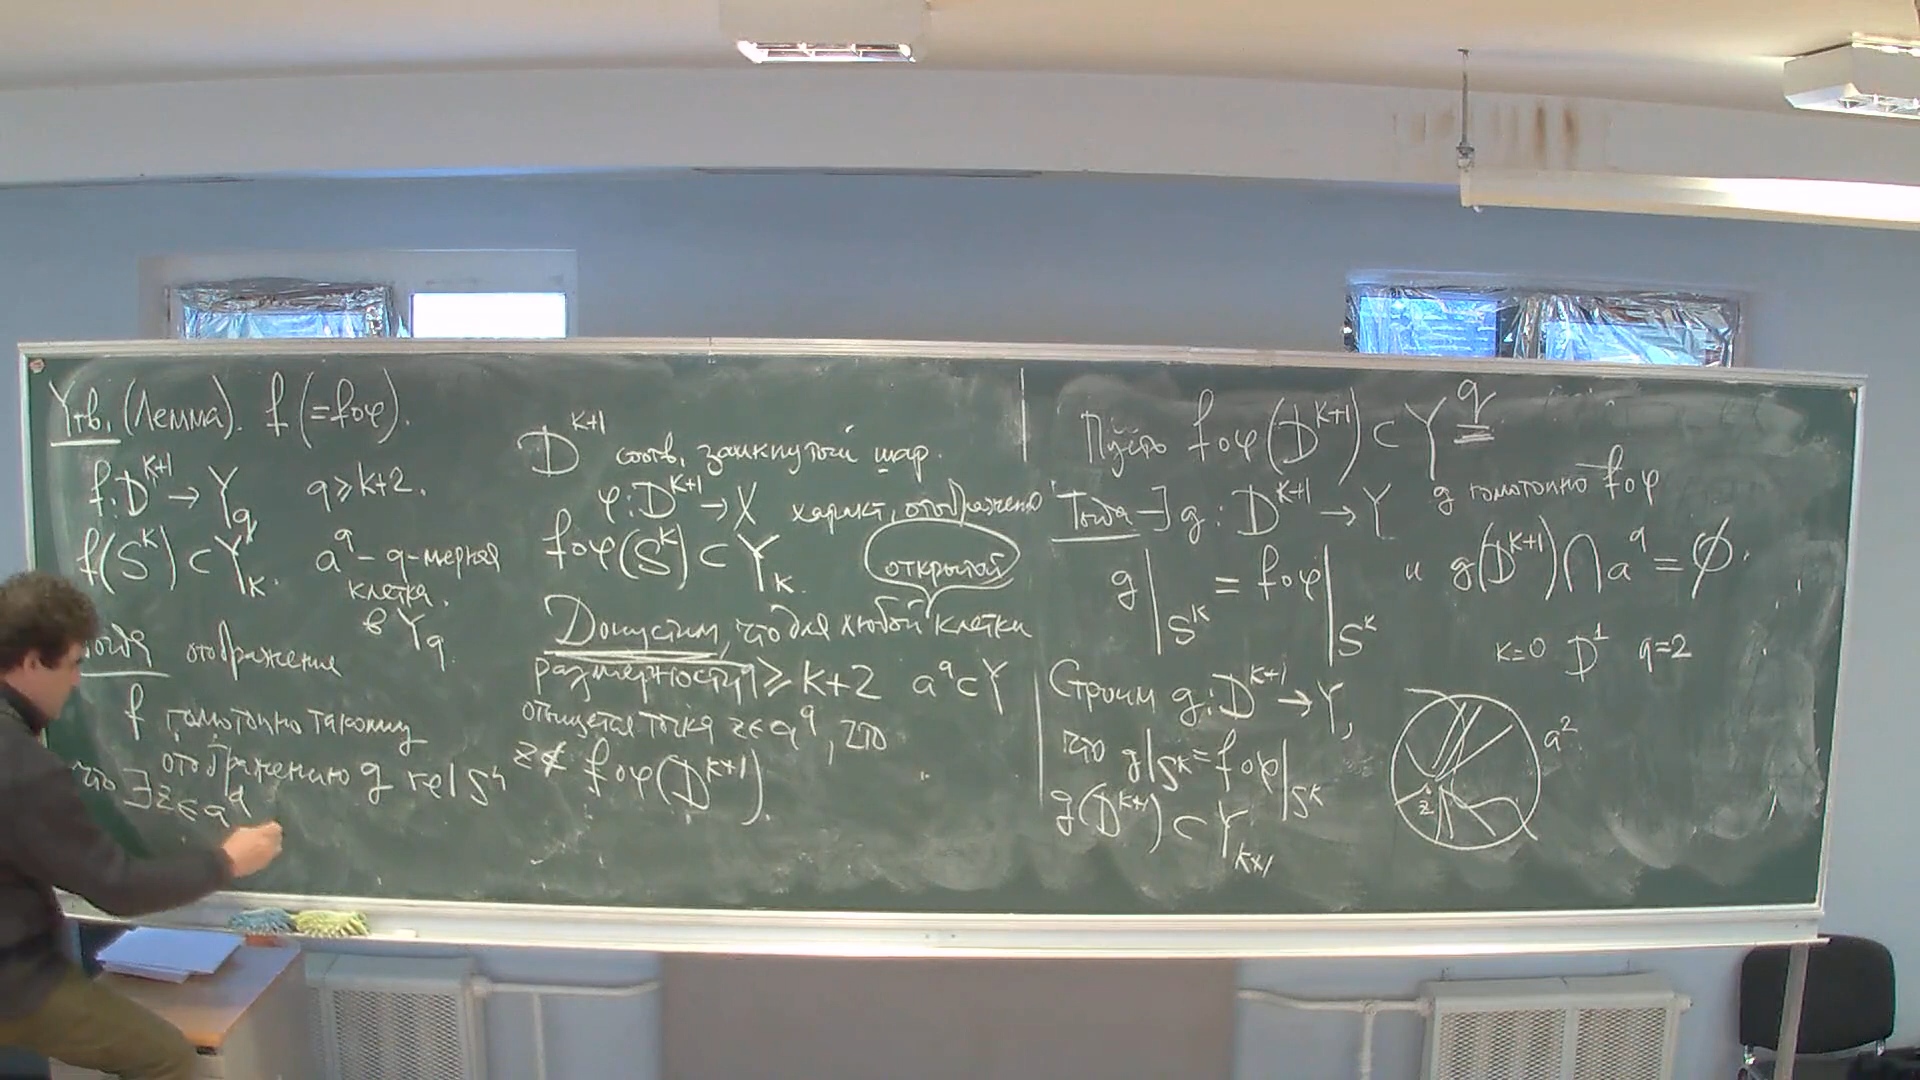 Утв. (Лемма). f (= f∘φ).
f: D^{k+1} → Y_q q ⩾ k+2.
f(S^k) ⊂ Y_k. a^q – q-мерная
клетка.
в Y_q.
Тогда отображение
f гомотопно такому
отображению g rel S^k
что ∃ z ∈ a^q
D^{k+1} соотв. замкнутый шар.
φ: D^{k+1} → X характ. отображение
f∘φ(S^k) ⊂ Y_k. открытой
Допустим, что для любой клетки
размерности q ⩾ k+2 a^q ⊂ Y
отыщется точка z ∈ a^q, что
z ∉ f∘φ(D^{k+1}).
Пусть f∘φ(D^{k+1}) ⊂ Y^q
Тогда ∃ g: D^{k+1} → Y g гомотопно f∘φ
g|_{S^k} = f∘φ|_{S^k} и g(D^{k+1}) ⋂ a^q = ∅.
k=0 D^1 q=2
Строим g: D^{k+1} → Y,
что g|_{S^k} = f∘φ|_{S^k}
g(D^{k+1}) ⊂ Y_{k+1}
a^2
z